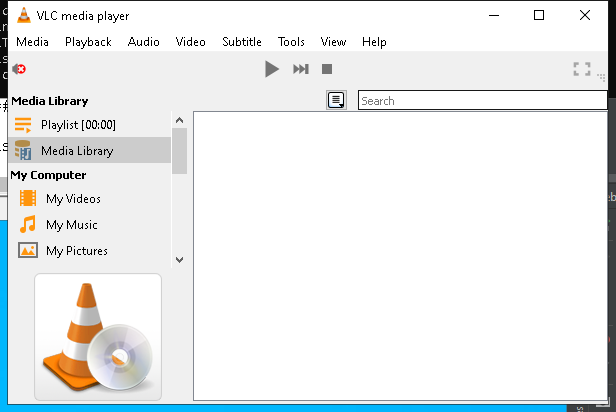 VLC media player
Media Playback Audio Video Subtitle Tools View Help
Media Library
Search
Playlist [00:00]
Media Library
My Computer
My Videos
My Music
My Pictures